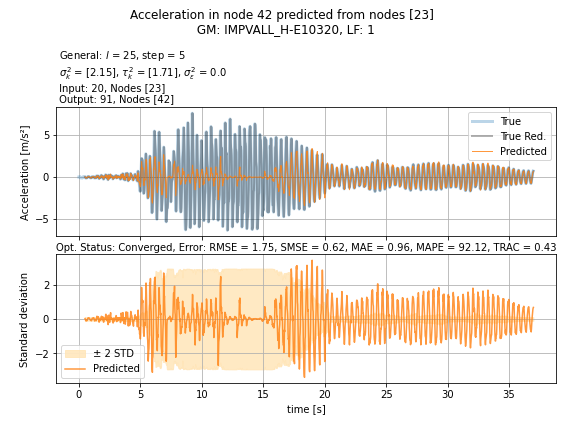 Acceleration in node 42 predicted from nodes [23]
GM: IMPVALL_H-E10320, LF: 1
General: l = 25, step = 5
σ²ₖ = [2.15], τ²ₖ = [1.71], σ²ε = 0.0
Input: 20, Nodes [23]
Output: 91, Nodes [42]
Acceleration [m/s²]
5
0
−5
True
True Red.
Predicted
Opt. Status: Converged, Error: RMSE = 1.75, SMSE = 0.62, MAE = 0.96, MAPE = 92.12, TRAC = 0.43
Standard deviation
2
0
−2
± 2 STD
Predicted
0 5 10 15 20 25 30 35
time [s]